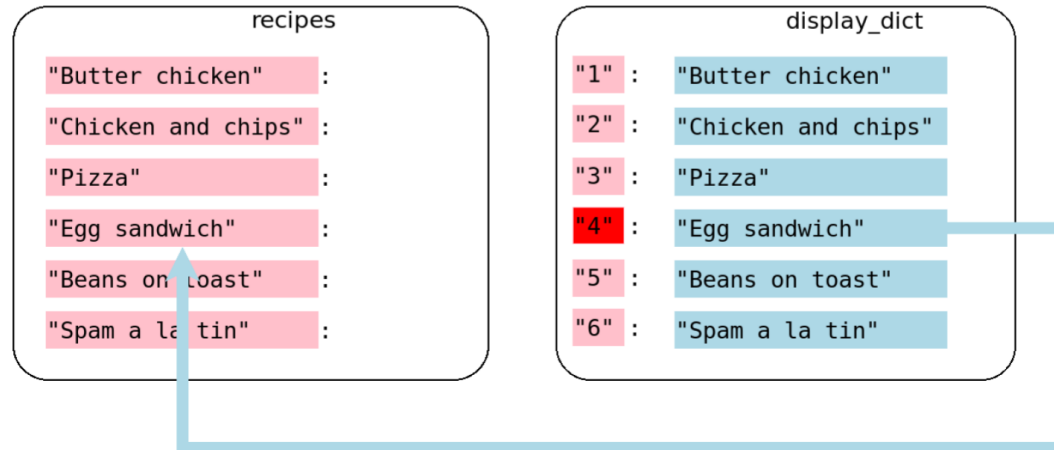 recipes
"Butter chicken" :
"Chicken and chips" :
"Pizza" :
"Egg sandwich" :
"Beans on toast" :
"Spam a la tin" :
display_dict
"1" : "Butter chicken"
"2" : "Chicken and chips"
"3" : "Pizza"
"4" : "Egg sandwich"
"5" : "Beans on toast"
"6" : "Spam a la tin"